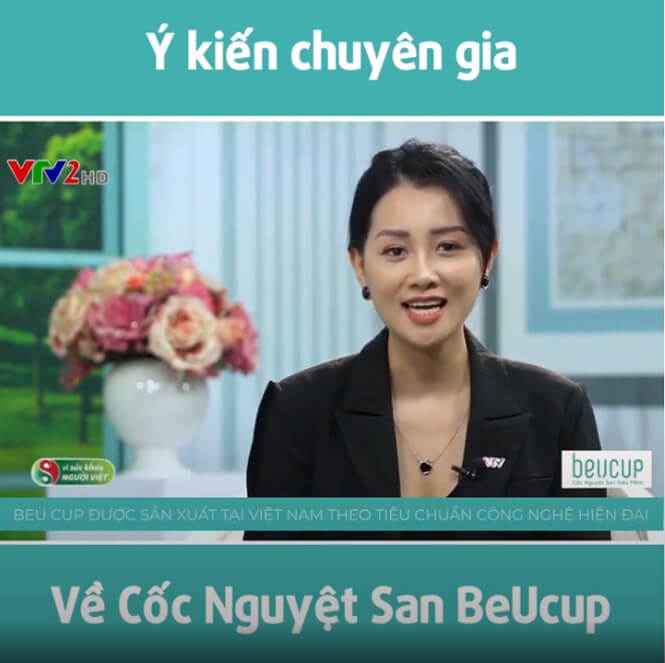 Ý kiến chuyên gia
VTV2HD
VTV
vì sức khỏe
NGƯỜI VIỆT
beUcup
Cốc Nguyệt San Siêu Mềm
BEU CUP ĐƯỢC SẢN XUẤT TẠI VIỆT NAM THEO TIÊU CHUẨN CÔNG NGHỆ HIỆN ĐẠI
Về Cốc Nguyệt San BeUcup